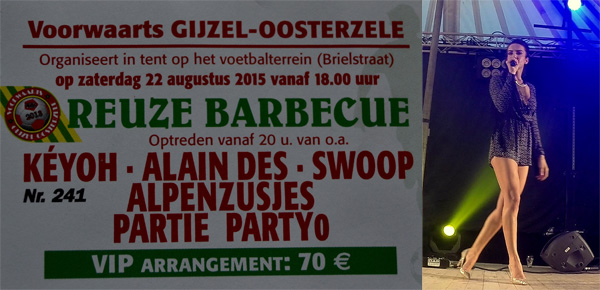 Voorwaarts GIJZEL-OOSTERZELE
Organiseert in tent op het voetbalterrein (Brielstraat)
op zaterdag 22 augustus 2015 vanaf 18.00 uur
REUZE BARBECUE
Optreden vanaf 20 u. van o.a.
KÉYOH · ALAIN DES · SWOOP
Nr. 241 ALPENZUSJES
PARTIE PARTY0
VIP ARRANGEMENT: 70 €